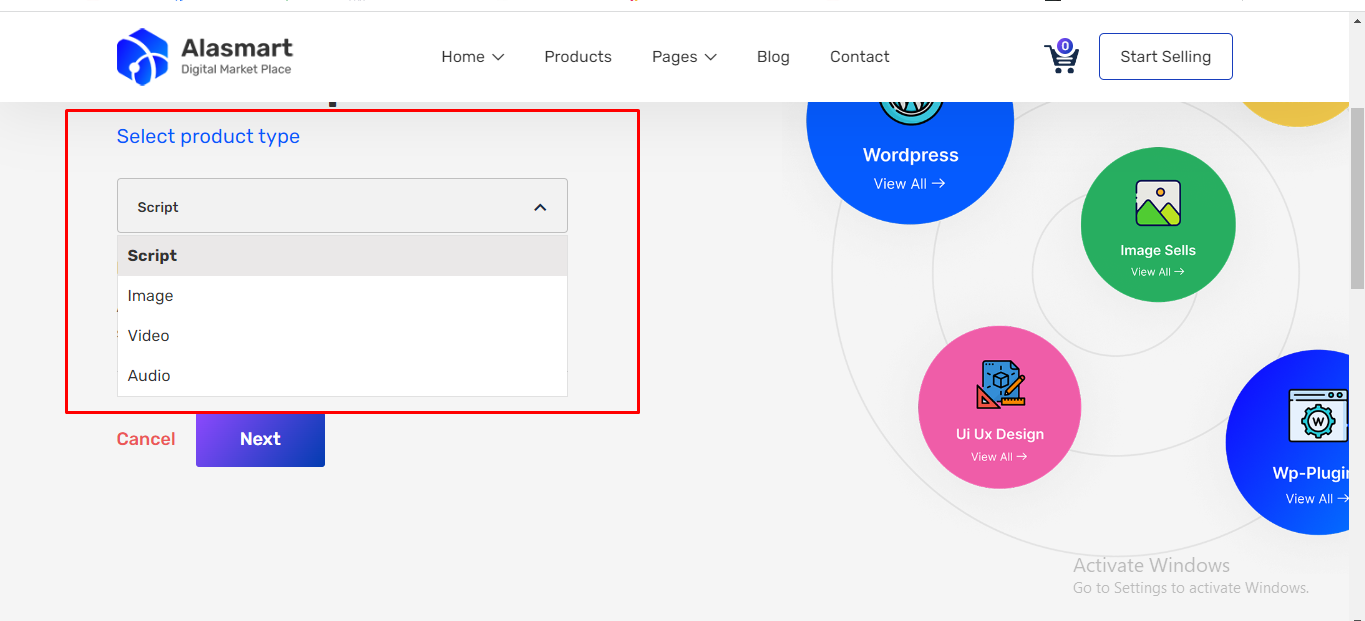 Alasmart
Digital Market Place
Home
Products
Pages
Blog
Contact
0
Start Selling
Select product type
Script
Script
Image
Video
Audio
Cancel
Next
Wordpress
View All →
Image Sells
View All →
Ui Ux Design
View All →
W
Wp-Plugin
View All →
Activate Windows
Go to Settings to activate Windows.